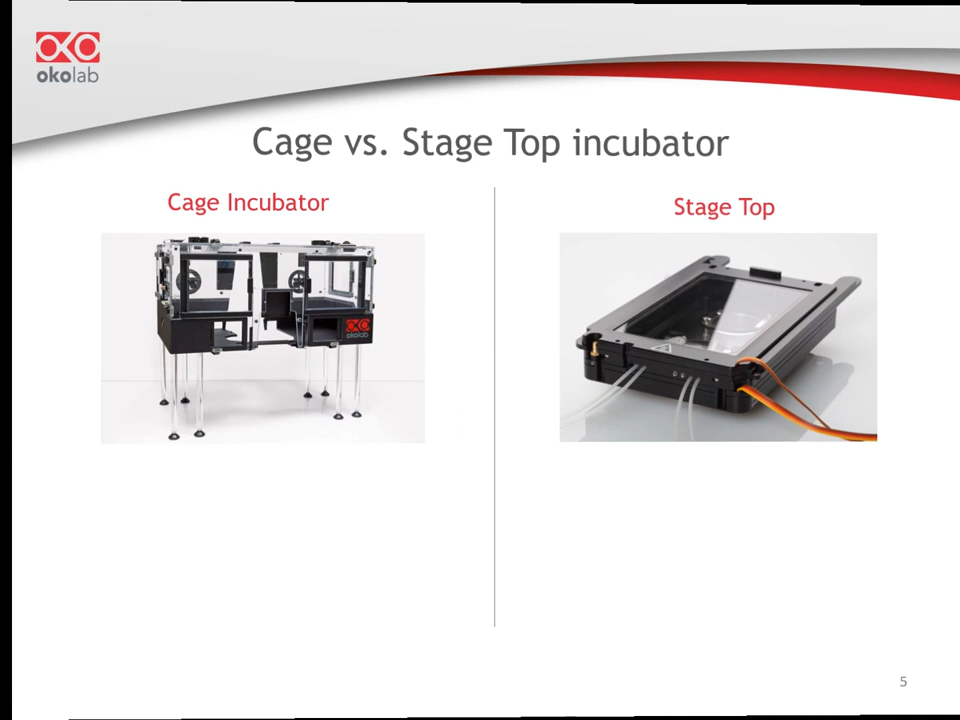 okolab
Cage vs. Stage Top incubator
Cage Incubator
Stage Top
okolab
5